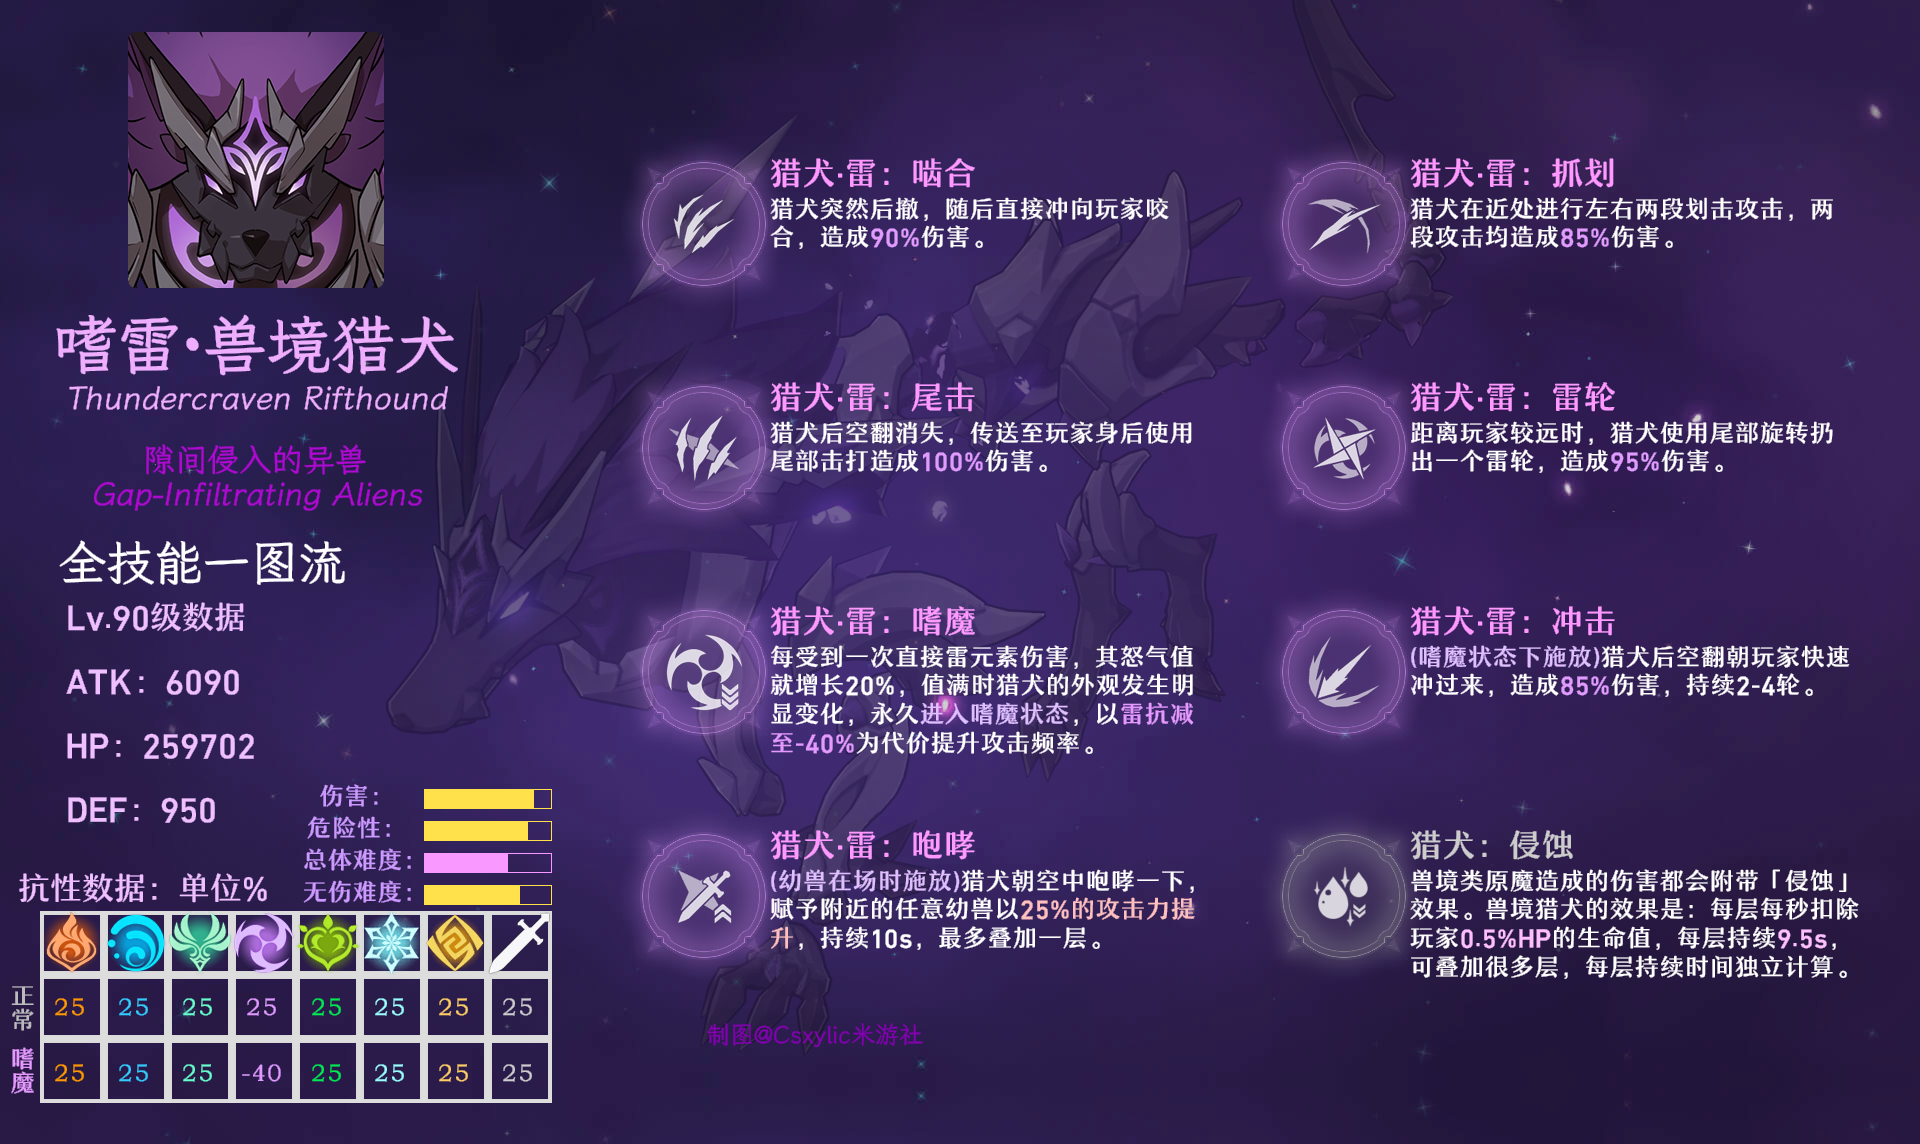 嗜雷·兽境猎犬
Thundercraven Rifthound
隙间侵入的异兽
Gap-Infiltrating Aliens
全技能一图流
Lv.90级数据
ATK：6090
HP：259702
DEF：950
伤害：
危险性：
总体难度：
无伤难度：
抗性数据：单位%
正常 25 25 25 25 25 25 25 25
嗜魔 25 25 25 -40 25 25 25 25
猎犬·雷：啮合
猎犬突然后撤，随后直接冲向玩家咬
合，造成90%伤害。
猎犬·雷：抓划
猎犬在近处进行左右两段划击攻击，两
段攻击均造成85%伤害。
猎犬·雷：尾击
猎犬后空翻消失，传送至玩家身后使用
尾部击打造成100%伤害。
猎犬·雷：雷轮
距离玩家较远时，猎犬使用尾部旋转扔
出一个雷轮，造成95%伤害。
猎犬·雷：嗜魔
每受到一次直接雷元素伤害，其怒气值
就增长20%，值满时猎犬的外观发生明
显变化，永久进入嗜魔状态，以雷抗减
至-40%为代价提升攻击频率。
猎犬·雷：冲击
(嗜魔状态下施放)猎犬后空翻朝玩家快速
冲过来，造成85%伤害，持续2-4轮。
猎犬·雷：咆哮
(幼兽在场时施放)猎犬朝空中咆哮一下，
赋予附近的任意幼兽以25%的攻击力提
升，持续10s，最多叠加一层。
猎犬：侵蚀
兽境类原魔造成的伤害都会附带「侵蚀」
效果。兽境猎犬的效果是：每层每秒扣除
玩家0.5%HP的生命值，每层持续9.5s，
可叠加很多层，每层持续时间独立计算。
制图@Csxylic米游社